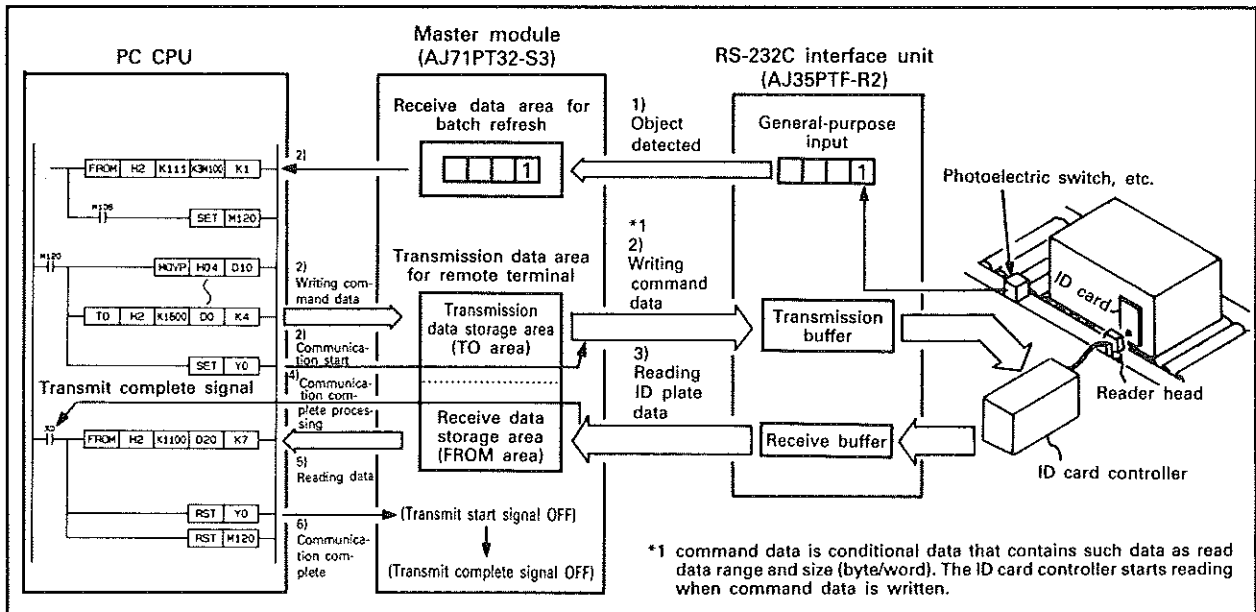 PC CPU
Master module
(AJ71PT32-S3)
RS-232C interface unit
(AJ35PTF-R2)
Receive data area for
batch refresh
1
1)
Object
detected
General-purpose
input
1
Photoelectric switch, etc.
2)
FROM H2 K111 K3M100 K1
SET M120
M120
MOVP H04 D10
TO H2 K1500 D0 K4
SET Y0
2)
Writing com-
mand data
2)
Communica-
tion start
Transmission data area
for remote terminal
Transmission
data storage area
(TO area)
*1
2)
Writing
command
data
Transmission
buffer
ID card
Reader head
Transmit complete signal
X0
FROM H2 K1100 D20 K7
4)
Communica-
tion com-
plete proces-
sing
5)
Reading data
Receive data
storage area
(FROM area)
3)
Reading
ID plate
data
Receive buffer
ID card controller
RST Y0
RST M120
6)
Communica-
tion com-
plete
(Transmit start signal OFF)
(Transmit complete signal OFF)
*1 command data is conditional data that contains such data as read
data range and size (byte/word). The ID card controller starts reading
when command data is written.